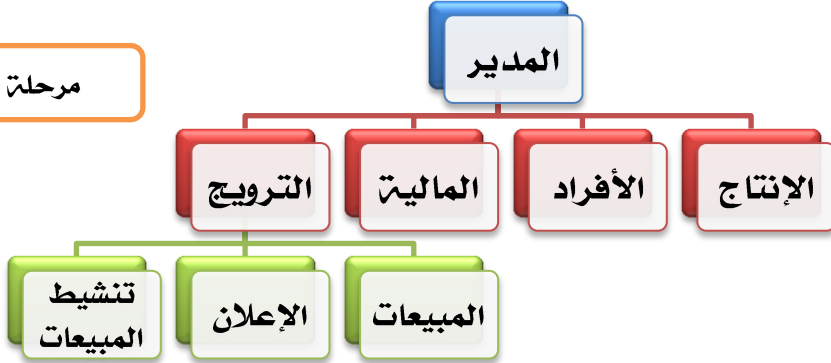 المدير
مرحلة
الإنتاج
الأفراد
المالية
الترويج
المبيعات
الإعلان
تنشيط
المبيعات